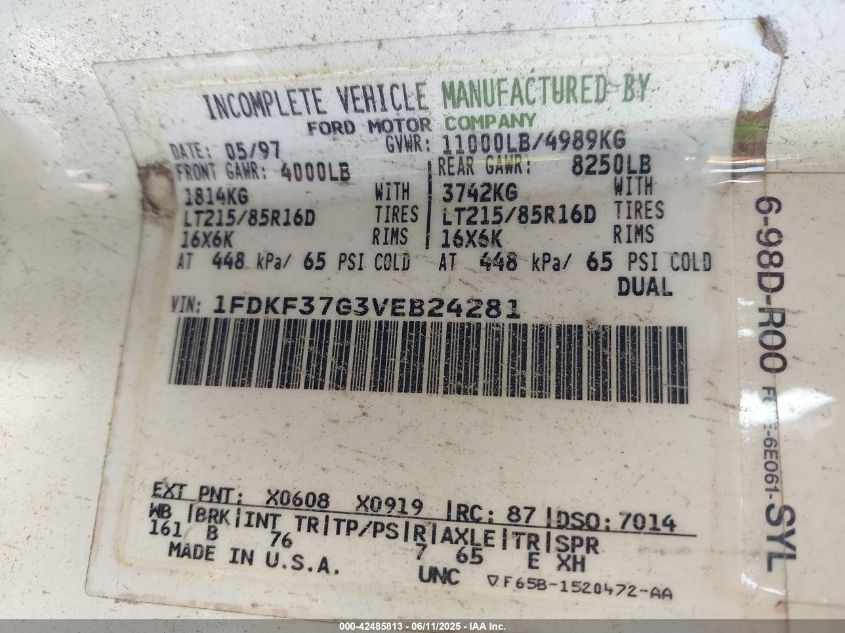 INCOMPLETE VEHICLE MANUFACTURED BY
FORD MOTOR COMPANY
DATE: 05/97 GVWR: 11000LB/4989KG
FRONT GAWR: 4000LB REAR GAWR: 8250LB
1814KG WITH 3742KG WITH
LT215/85R16D TIRES LT215/85R16D TIRES
16X6K RIMS 16X6K RIMS
AT 448 kPa/ 65 PSI COLD AT 448 kPa/ 65 PSI COLD
DUAL
VIN: 1FDKF37G3VEB24281
EXT PNT: X0608 X0919 RC: 87 DSO: 7014
WB BRK INT TR TP/PS R AXLE TR SPR
161 B 76 7 65 E XH
MADE IN U.S.A. UNC ▽F65B-1520472-AA
6-98D-R00
-6E061-
SYL
000-42485813 - 06/11/2025 - IAA Inc.